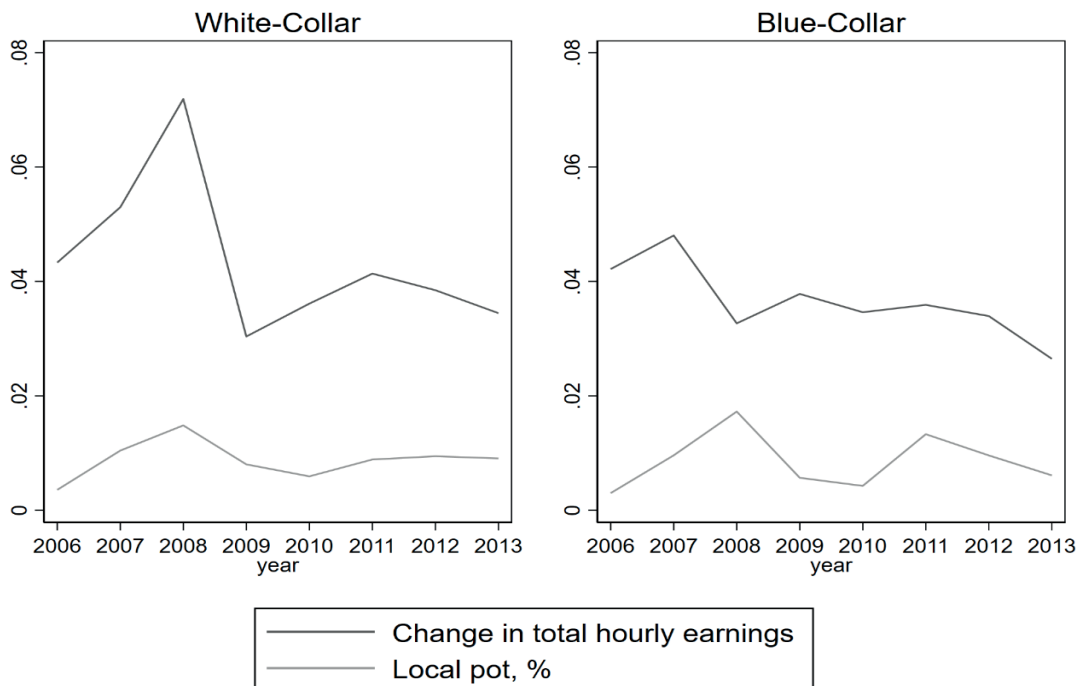 White-Collar
.08
.06
.04
.02
0
2006 2007 2008 2009 2010 2011 2012 2013
year
Blue-Collar
.08
.06
.04
.02
0
2006 2007 2008 2009 2010 2011 2012 2013
year
Change in total hourly earnings
Local pot, %